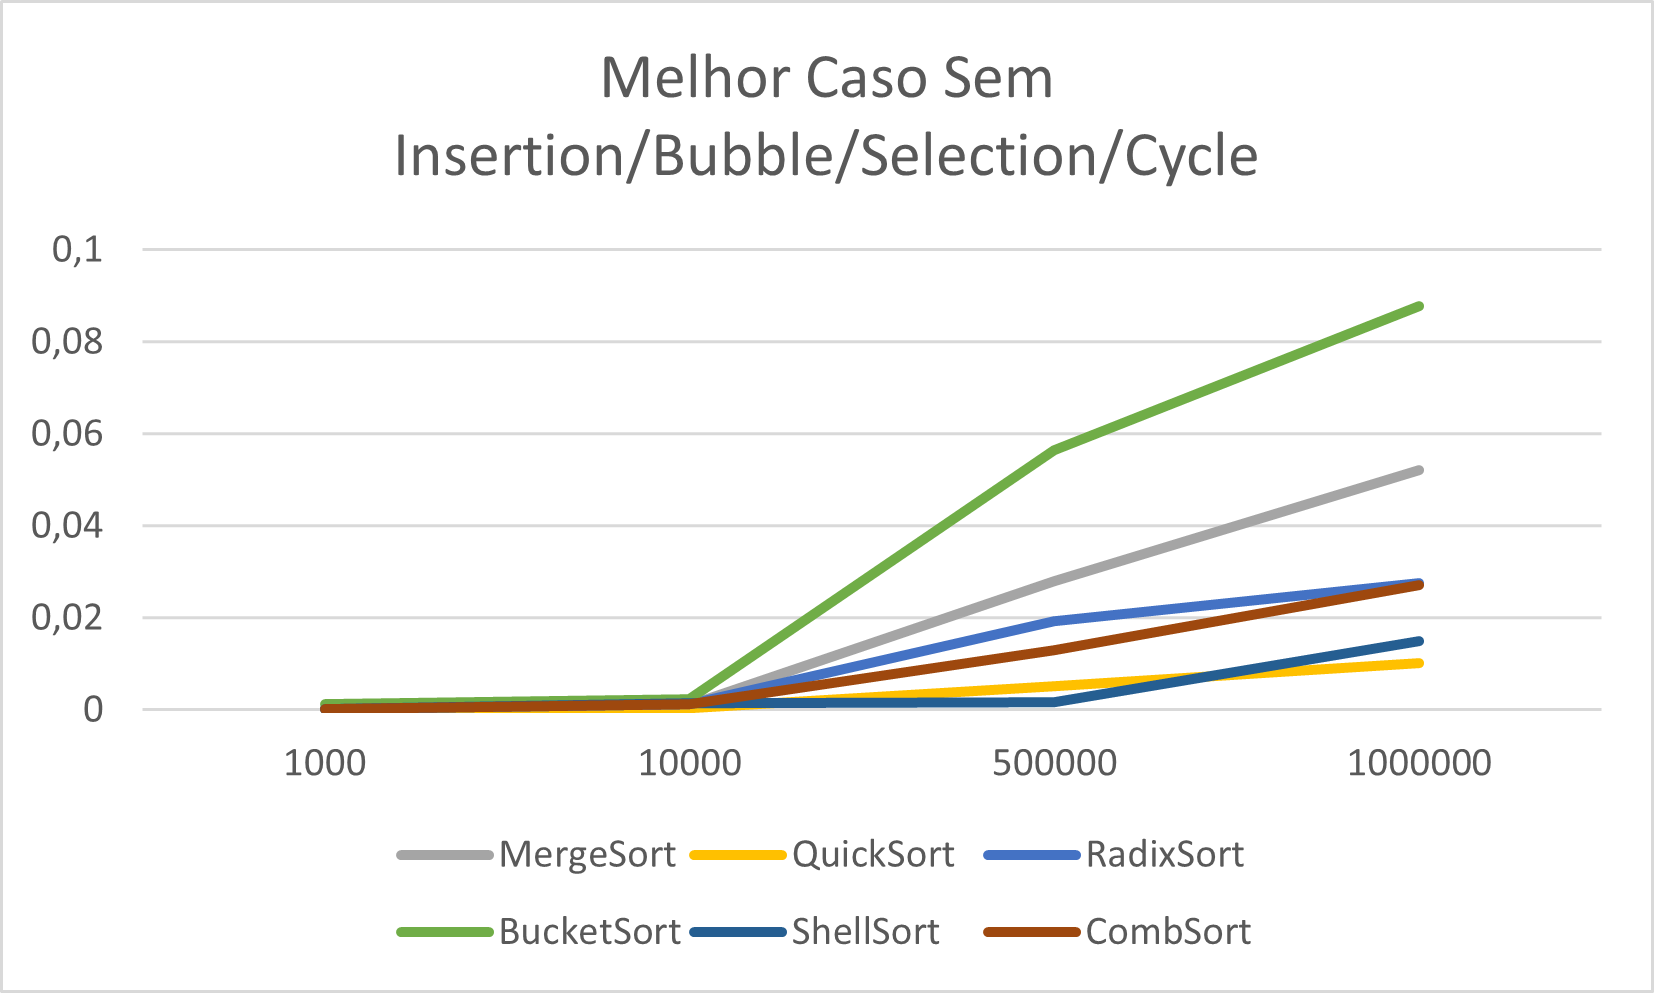 Melhor Caso Sem
Insertion/Bubble/Selection/Cycle
0,1
0,08
0,06
0,04
0,02
0
1000 10000 500000 1000000
MergeSort QuickSort RadixSort
BucketSort ShellSort CombSort